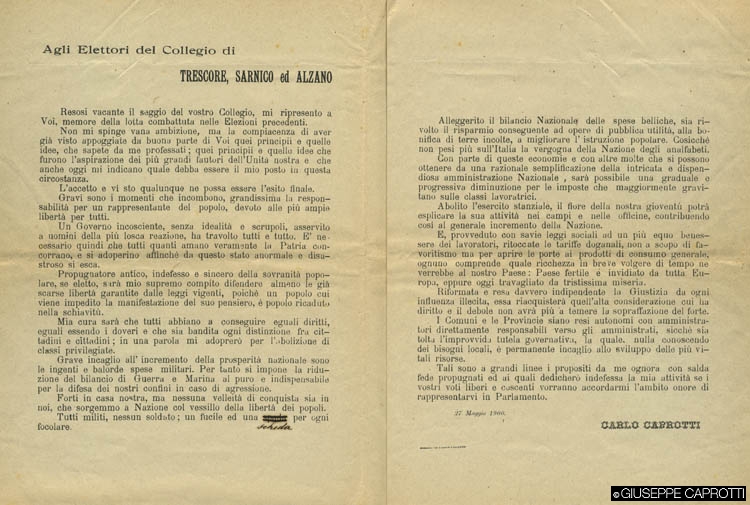 Agli Elettori del Collegio di
TRESCORE, SARNICO ed ALZANO
Resosi vacante il seggio del vostro Collegio, mi ripresento a
Voi, memore della lotta combattuta nelle Elezioni precedenti.
Non mi spinge vana ambizione, ma la compiacenza di aver
già visto appoggiate da buona parte di Voi quei principii e quelle
idee, che sapete da me professati; quei principii e quelle idee che
furono l'aspirazione dei più grandi fautori dell'Unità nostra e che
anche oggi mi indicano quale debba essere il mio posto in questa
circostanza.
L'accetto e vi sto qualunque ne possa essere l'esito finale.
Gravi sono i momenti che incombono, grandissima la respon-
sabilità per un rappresentante del popolo, devoto alle più ampie
libertà per tutti.
Un Governo incosciente, senza idealità e scrupoli, asservito
a uomini della più losca reazione, ha travolto tutti e tutto. E' ne-
cessario quindi che tutti quanti amano veramente la Patria con-
corrano, e si adoperino affinchè da questo stato anormale e disa-
stroso si esca.
Propugnatore antico, indefesso e sincero della sovranità popo-
lare, se eletto, sarà mio supremo compito difendere almeno le già
scarse libertà garantite dalle leggi vigenti, poichè un popolo cui
viene impedito la manifestazione del suo pensiero, è popolo ricaduto
nella schiavitù.
Mia cura sarà che tutti abbiano a conseguire eguali diritti,
eguali essendo i doveri e che sia bandita ogni distinzione fra cit-
tadini e cittadini; in una parola mi adoprerò per l'abolizione di
classi privilegiate.
Grave incaglio all'incremento della prosperità nazionale sono
le ingenti e balorde spese militari. Per tanto si impone la ridu-
zione del bilancio di Guerra e Marina al puro e indispensabile
per la difesa dei nostri confini in caso di agressione.
Forti in casa nostra, ma nessuna velleità di conquista sia in
noi, che sorgemmo a Nazione col vessillo della libertà dei popoli.
Tutti militi, nessun soldato; un fucile ed una per ogni
scheda
focolare.
Alleggerito il bilancio Nazionale delle spese belliche, sia ri-
volto il risparmio conseguente ad opere di pubblica utilità, alla bo-
nifica di terre incolte, a migliorare l'istruzione popolare. Cosicchè
non pesi più sull'Italia la vergogna della Nazione degli analfabeti.
Con parte di queste economie e con altre molte che si possono
ottenere da una razionale semplificazione della intricata e dispen-
diosa amministrazione Nazionale, sarà possibile una graduale e
progressiva diminuzione per le imposte che maggiormente gravi-
tano sulle classi lavoratrici.
Abolito l'esercito stanziale, il fiore della nostra gioventù potrà
esplicare la sua attività nei campi e nelle officine, contribuendo
così al generale incremento della Nazione.
E, provveduto con savie leggi sociali ad un più equo benes-
sere dei lavoratori, ritoccate le tariffe doganali, non a scopo di fa-
voritismo ma per aprire le porte ai prodotti di consumo generale,
ognuno comprende quale ricchezza in breve volgere di tempo ne
verrebbe al nostro Paese: Paese fertile e invidiato da tutta Euro-
pa, eppure oggi travagliato da tristissima miseria.
Riformata e resa davvero indipendente la Giustizia da ogni
influenza illecita, essa riacquisterà quell'alta considerazione cui ha
diritto e il debole non avrà più a temere la sopraffazione del forte.
I Comuni e le Provincie siano resi autonomi con amministra-
tori direttamente responsabili verso gli amministrati, sicchè sia
tolta l'improvvida tutela governativa, la quale, nulla conoscendo
dei bisogni locali, è permanente incaglio allo sviluppo delle più vi-
tali risorse.
Tali sono a grandi linee i propositi da me ognora con salda
fede propugnati ed ai quali dedicherò indefessa la mia attività se i
vostri voti liberi e coscenti vorranno accordarmi l'ambito onore di
rappresentarvi in Parlamento.
27 Maggio 1900.
CARLO CAPROTTI
©GIUSEPPE CAPROTTI